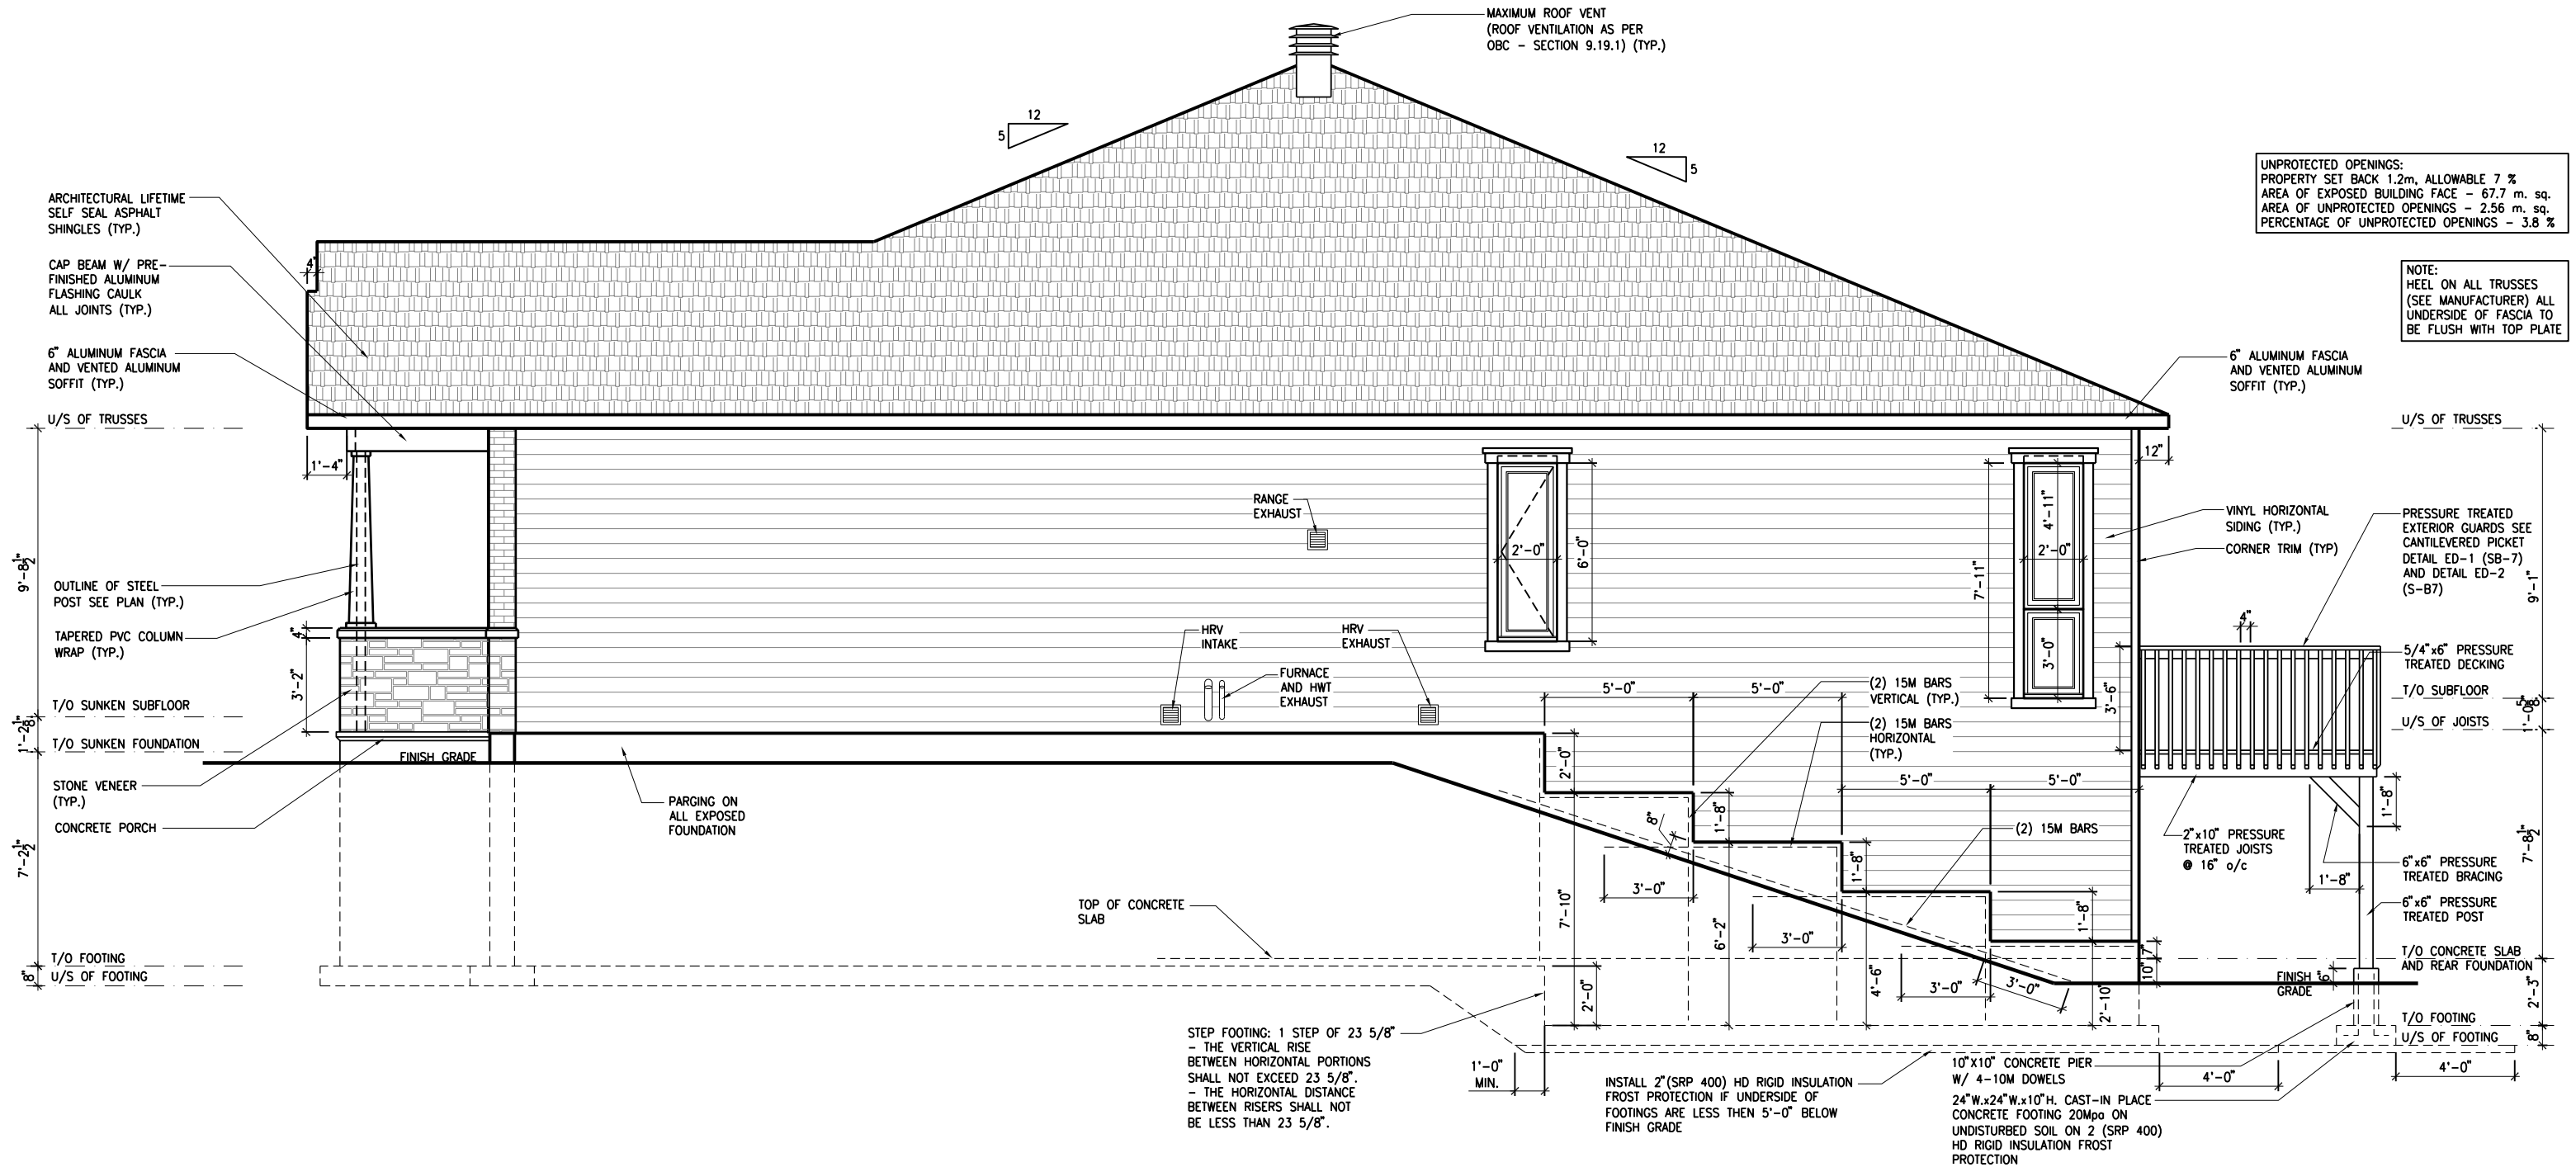 MAXIMUM ROOF VENT
(ROOF VENTILATION AS PER
OBC - SECTION 9.19.1) (TYP.)
12
5
12
5
UNPROTECTED OPENINGS:
PROPERTY SET BACK 1.2m, ALLOWABLE 7 %
AREA OF EXPOSED BUILDING FACE - 67.7 m. sq.
AREA OF UNPROTECTED OPENINGS - 2.56 m. sq.
PERCENTAGE OF UNPROTECTED OPENINGS - 3.8 %
NOTE:
HEEL ON ALL TRUSSES
(SEE MANUFACTURER) ALL
UNDERSIDE OF FASCIA TO
BE FLUSH WITH TOP PLATE
ARCHITECTURAL LIFETIME
SELF SEAL ASPHALT
SHINGLES (TYP.)
4"
CAP BEAM W/ PRE-
FINISHED ALUMINUM
FLASHING CAULK
ALL JOINTS (TYP.)
6" ALUMINUM FASCIA
AND VENTED ALUMINUM
SOFFIT (TYP.)
U/S OF TRUSSES
1'-4"
9'-8 1/2"
OUTLINE OF STEEL
POST SEE PLAN (TYP.)
TAPERED PVC COLUMN
WRAP (TYP.)
4"
3'-2"
T/O SUNKEN SUBFLOOR
1'-2 1/8"
T/O SUNKEN FOUNDATION
FINISH GRADE
STONE VENEER
(TYP.)
CONCRETE PORCH
7'-2 1/2"
T/O FOOTING
8"
U/S OF FOOTING
RANGE
EXHAUST
HRV
INTAKE
HRV
EXHAUST
FURNACE
AND HWT
EXHAUST
PARGING ON
ALL EXPOSED
FOUNDATION
TOP OF CONCRETE
SLAB
2'-0"
6'-0"
7'-11"
4'-11"
2'-0"
3'-0"
6" ALUMINUM FASCIA
AND VENTED ALUMINUM
SOFFIT (TYP.)
U/S OF TRUSSES
12"
VINYL HORIZONTAL
SIDING (TYP.)
CORNER TRIM (TYP)
PRESSURE TREATED
EXTERIOR GUARDS SEE
CANTILEVERED PICKET
DETAIL ED-1 (SB-7)
AND DETAIL ED-2
(S-B7)
9'-1"
4"
5/4"x6" PRESSURE
TREATED DECKING
3'-6"
T/O SUBFLOOR
1'-0 5/8"
U/S OF JOISTS
5'-0"
5'-0"
(2) 15M BARS
VERTICAL (TYP.)
(2) 15M BARS
HORIZONTAL
(TYP.)
5'-0"
5'-0"
2'-0"
1'-8"
8"
1'-8"
(2) 15M BARS
1'-8"
3'-0"
3'-0"
3'-0"
3'-0"
7'-10"
6'-2"
4'-6"
2'-10"
2'-0"
7"
10"
2"x10" PRESSURE
TREATED JOISTS
@ 16" o/c
1'-8"
1'-8"
7'-8 1/2"
6"x6" PRESSURE
TREATED BRACING
6"x6" PRESSURE
TREATED POST
T/O CONCRETE SLAB
AND REAR FOUNDATION
FINISH
GRADE
6"
2'-3"
T/O FOOTING
U/S OF FOOTING
8"
STEP FOOTING: 1 STEP OF 23 5/8"
- THE VERTICAL RISE
BETWEEN HORIZONTAL PORTIONS
SHALL NOT EXCEED 23 5/8".
- THE HORIZONTAL DISTANCE
BETWEEN RISERS SHALL NOT
BE LESS THAN 23 5/8".
1'-0"
MIN.
INSTALL 2"(SRP 400) HD RIGID INSULATION
FROST PROTECTION IF UNDERSIDE OF
FOOTINGS ARE LESS THEN 5'-0" BELOW
FINISH GRADE
10"X10" CONCRETE PIER
W/ 4-10M DOWELS
4'-0"
4'-0"
24"W.x24"W.x10"H. CAST-IN PLACE
CONCRETE FOOTING 20Mpa ON
UNDISTURBED SOIL ON 2 (SRP 400)
HD RIGID INSULATION FROST
PROTECTION